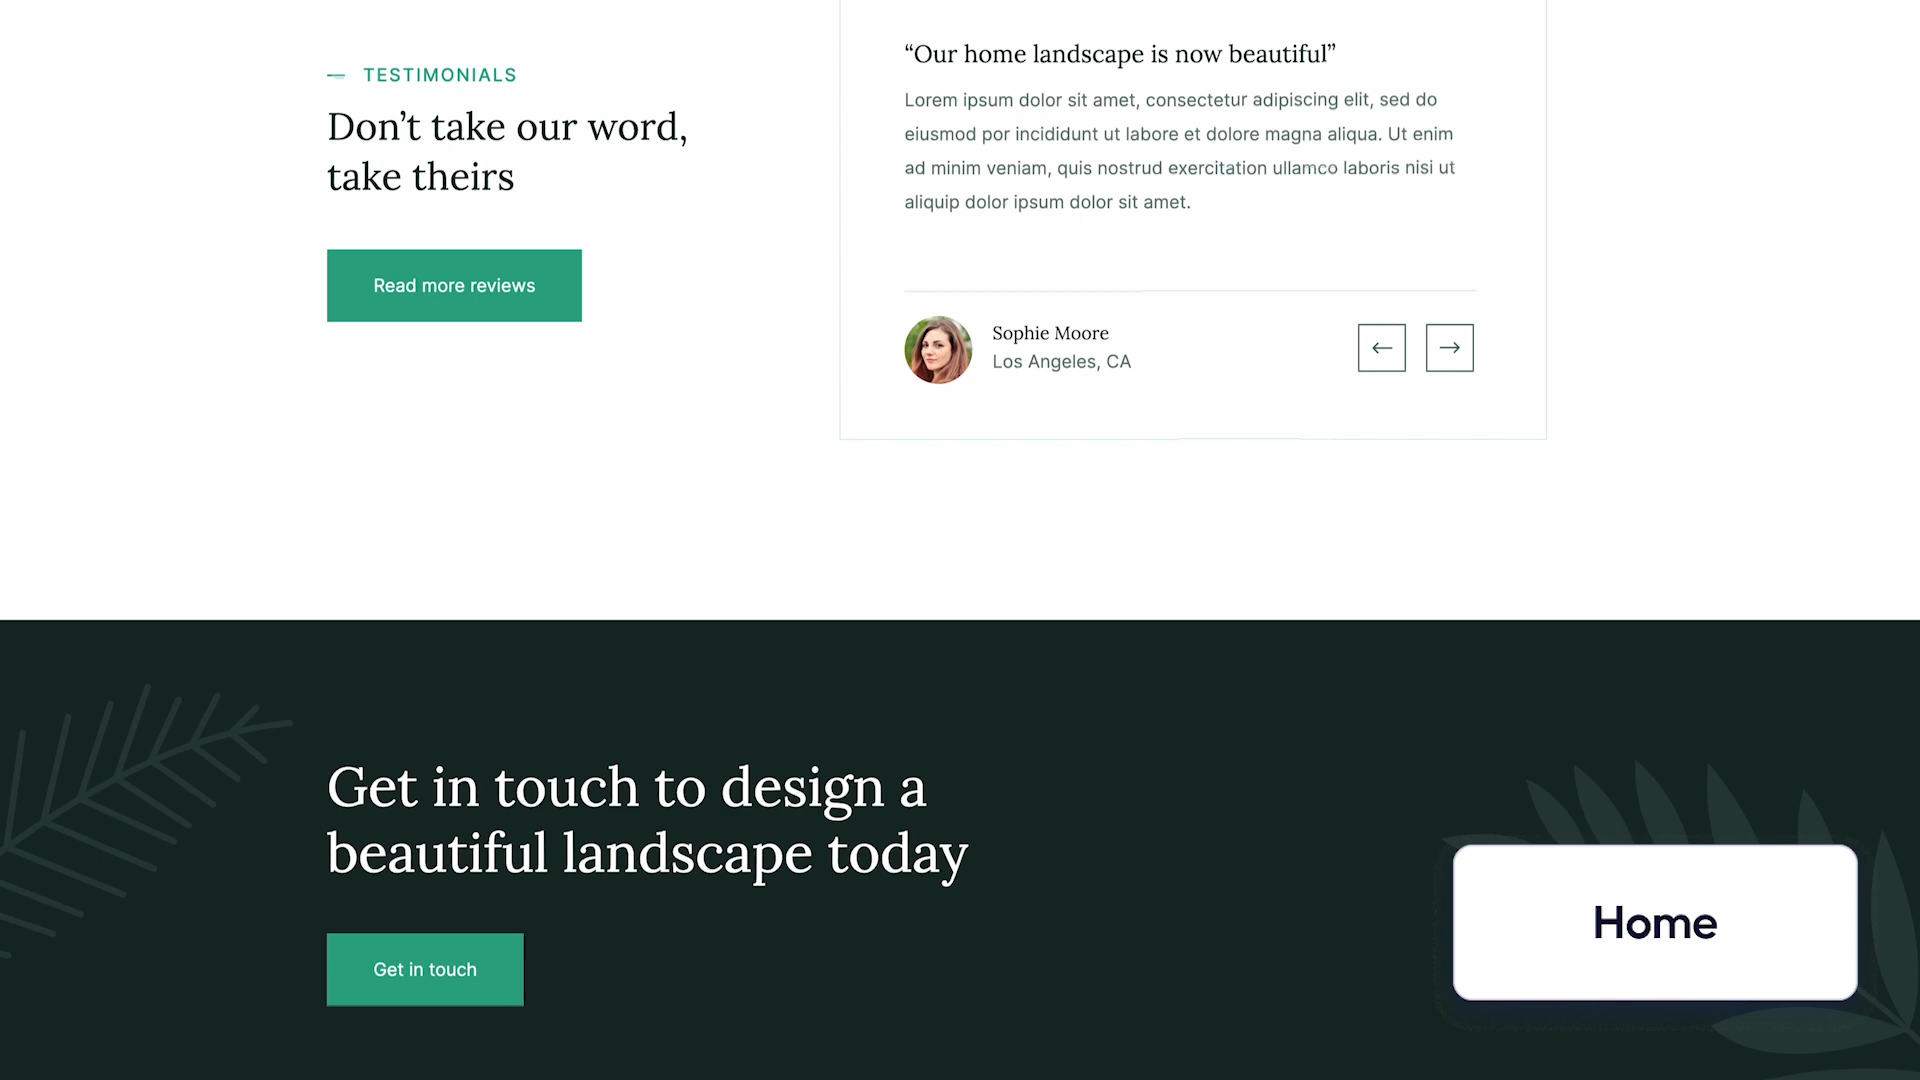 TESTIMONIALS
Don’t take our word,
take theirs
Read more reviews
“Our home landscape is now beautiful”
Lorem ipsum dolor sit amet, consectetur adipiscing elit, sed do
eiusmod por incididunt ut labore et dolore magna aliqua. Ut enim
ad minim veniam, quis nostrud exercitation ullamco laboris nisi ut
aliquip dolor ipsum dolor sit amet.
Sophie Moore
Los Angeles, CA
Get in touch to design a
beautiful landscape today
Get in touch
Home